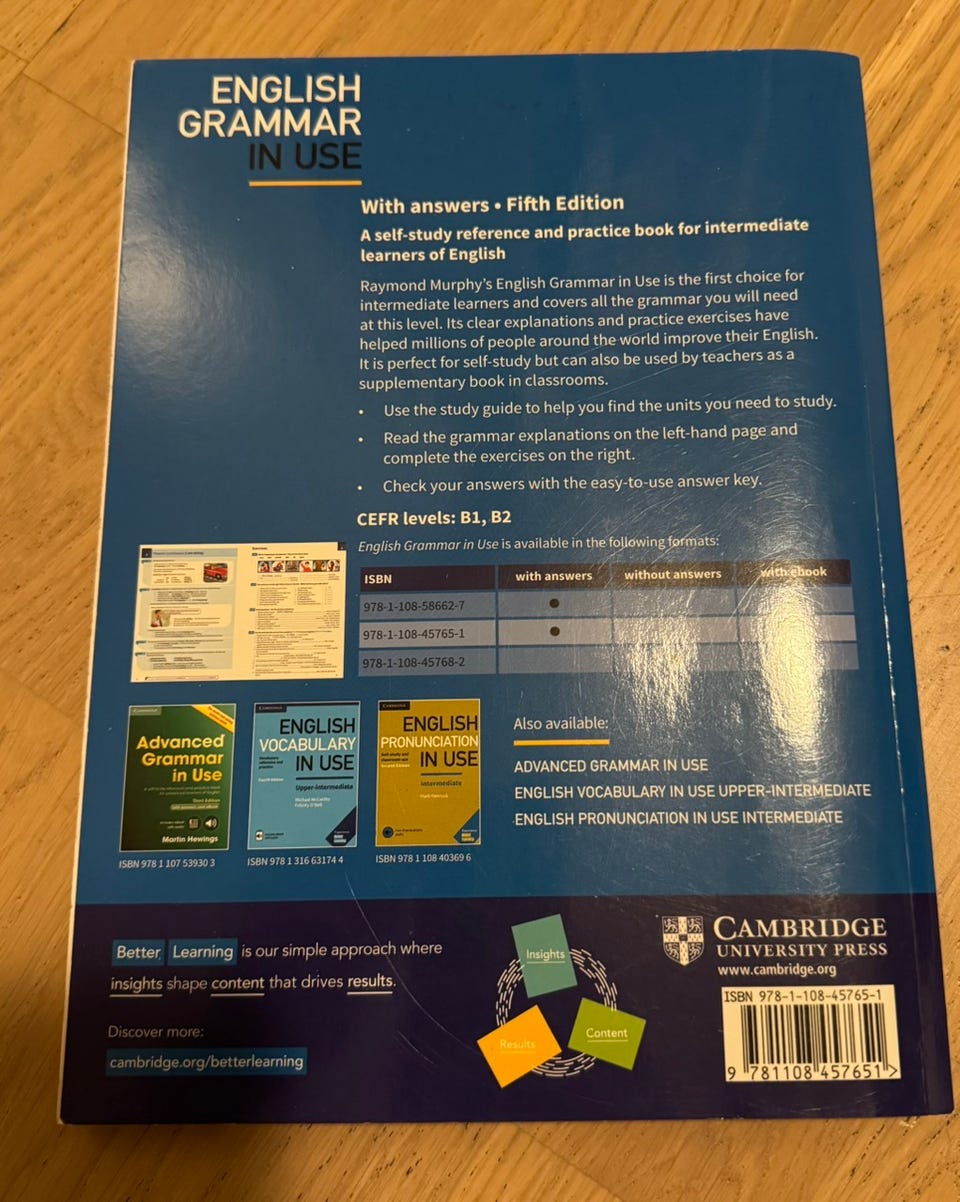 ENGLISH
GRAMMAR
IN USE
With answers • Fifth Edition
A self-study reference and practice book for intermediate
learners of English
Raymond Murphy's English Grammar in Use is the first choice for
intermediate learners and covers all the grammar you will need
at this level. Its clear explanations and practice exercises have
helped millions of people around the world improve their English.
It is perfect for self-study but can also be used by teachers as a
supplementary book in classrooms.
• Use the study guide to help you find the units you need to study.
• Read the grammar explanations on the left-hand page and
complete the exercises on the right.
• Check your answers with the easy-to-use answer key.
CEFR levels: B1, B2
English Grammar in Use is available in the following formats:
ISBN with answers without answers with ebook
978-1-108-58662-7 •
978-1-108-45765-1 •
978-1-108-45768-2
Advanced
Grammar
in Use
Third Edition
Martin Hewings
ISBN 978 1 107 53930 3
ENGLISH
VOCABULARY
IN USE
Upper-intermediate
Michael McCarthy
Felicity O'Dell
ISBN 978 1 316 63174 4
ENGLISH
PRONUNCIATION
IN USE
Intermediate
Mark Hancock
ISBN 978 1 108 40369 6
Also available:
ADVANCED GRAMMAR IN USE
ENGLISH VOCABULARY IN USE UPPER-INTERMEDIATE
ENGLISH PRONUNCIATION IN USE INTERMEDIATE
Better Learning is our simple approach where
insights shape content that drives results.
Discover more:
cambridge.org/betterlearning
Insights
Results
Content
CAMBRIDGE
UNIVERSITY PRESS
www.cambridge.org
ISBN 978-1-108-45765-1
9 781108 457651 >